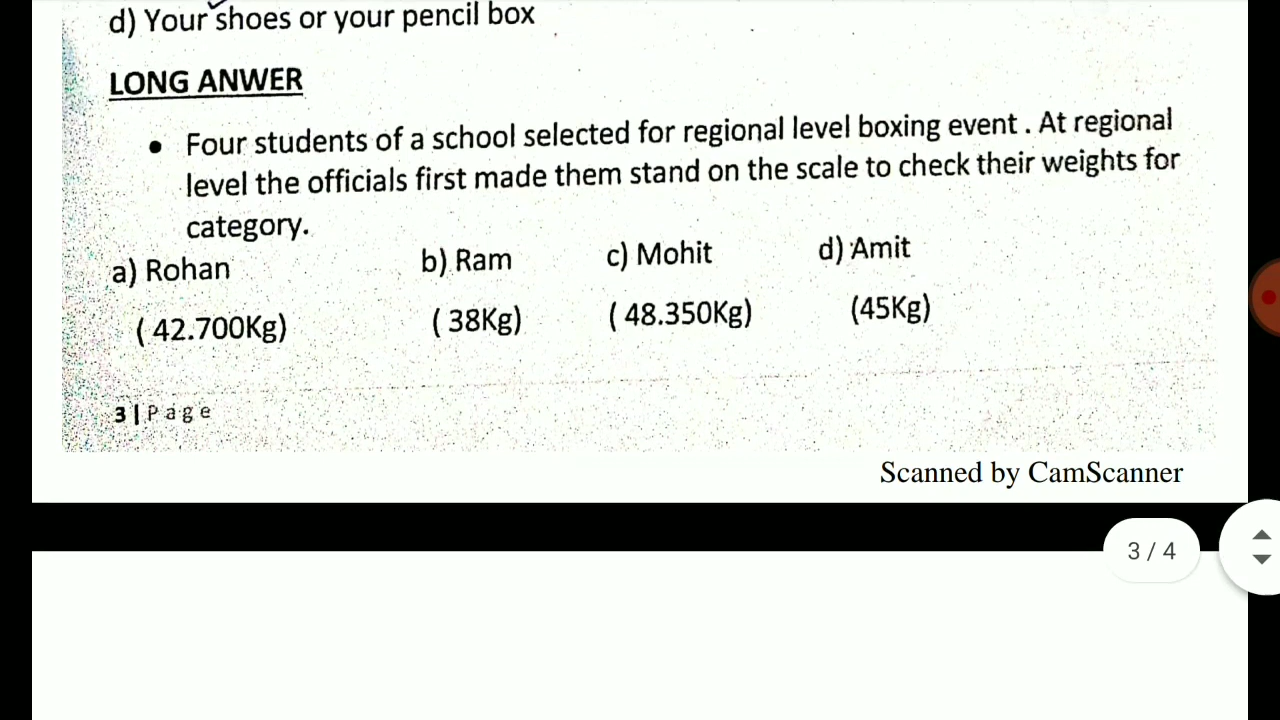 d) Your shoes or your pencil box
LONG ANWER
• Four students of a school selected for regional level boxing event . At regional
level the officials first made them stand on the scale to check their weights for
category.
a) Rohan b) Ram c) Mohit d) Amit
( 42.700Kg) ( 38Kg) ( 48.350Kg) (45Kg)
3 | P a g e
Scanned by CamScanner
3 / 4